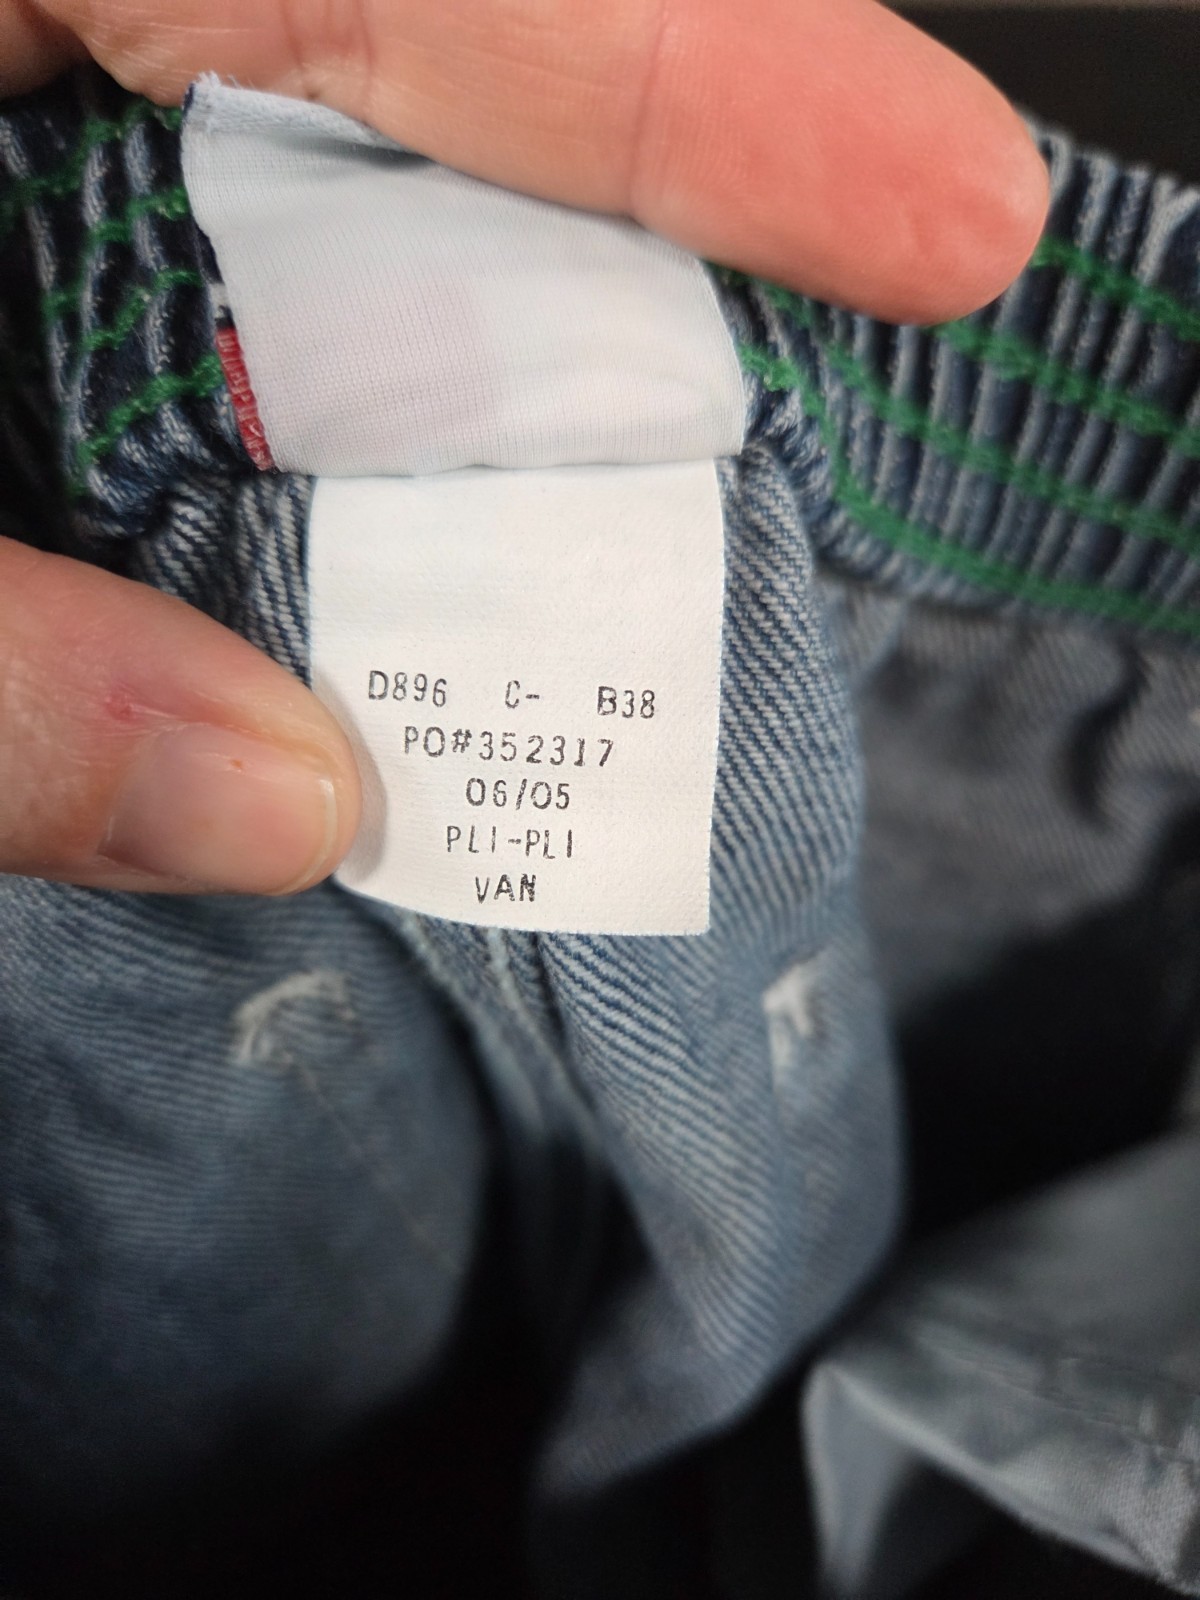 D896 C- B38
PO#352317
06/05
PLI-PLI
VAN